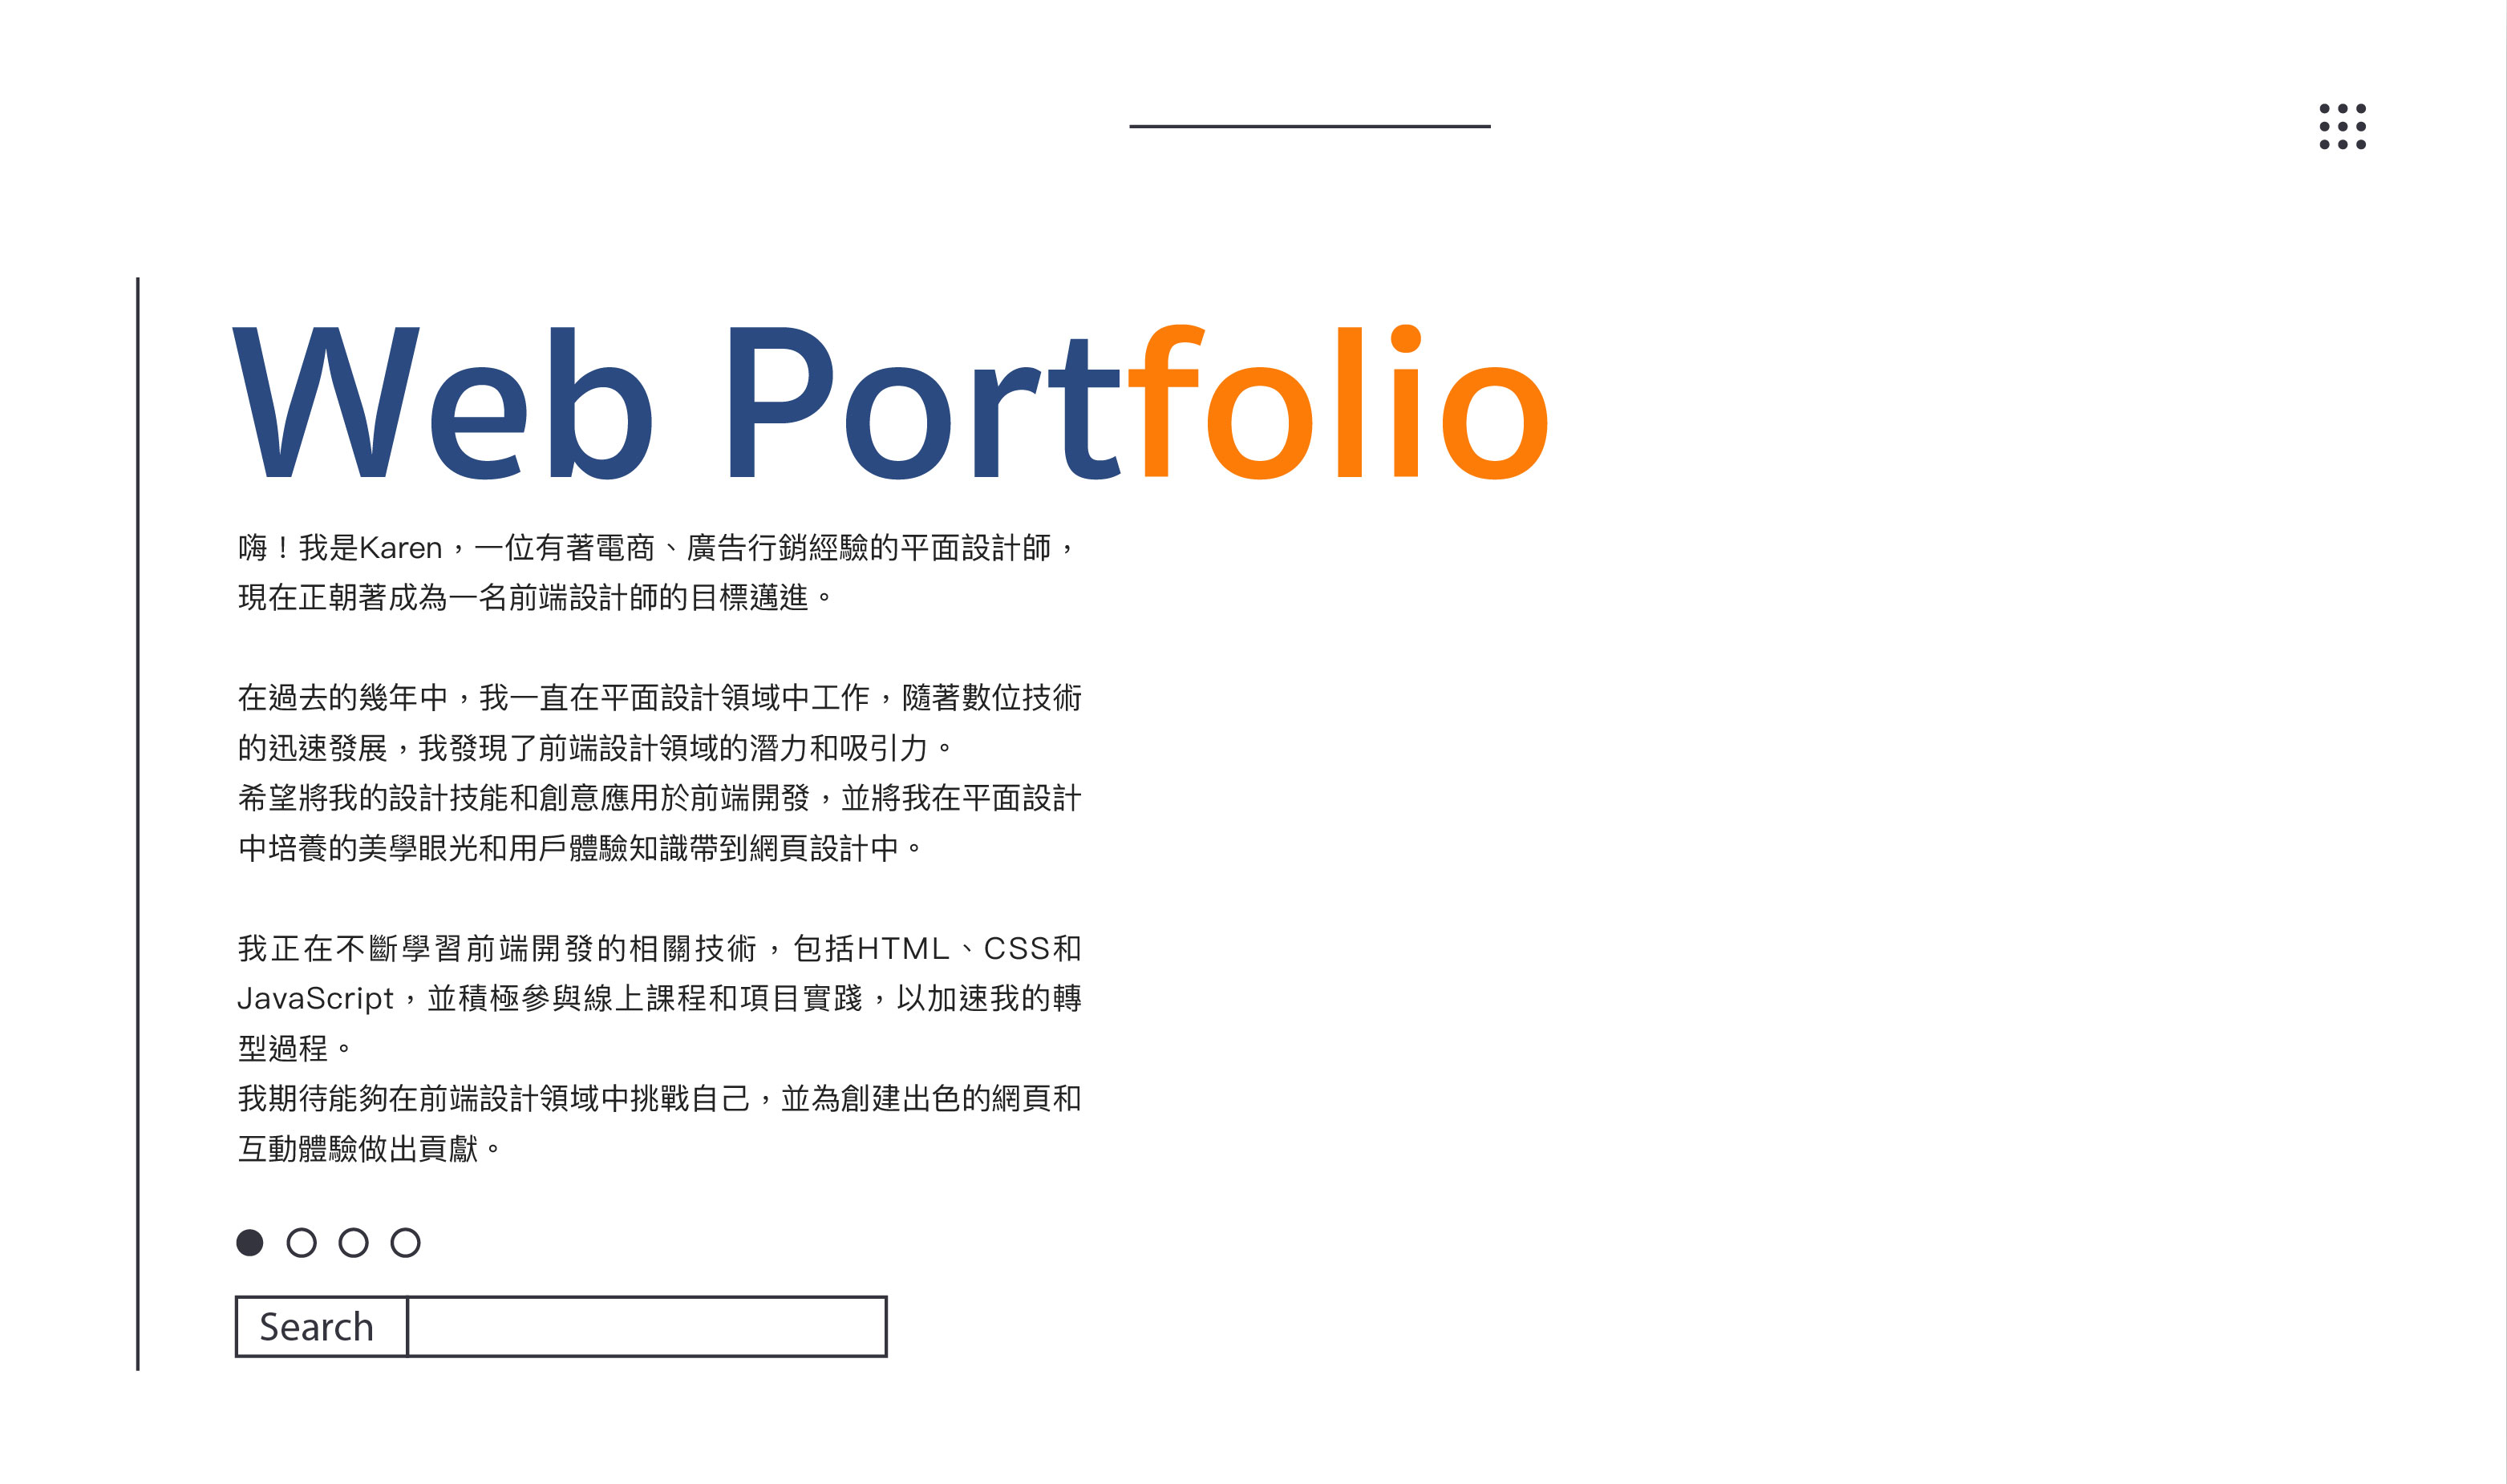 Web Portfolio
嗨！我是Karen，一位有著電商、廣告行銷經驗的平面設計師，
現在正朝著成為一名前端設計師的目標邁進。
在過去的幾年中，我一直在平面設計領域中工作，隨著數位技術
的迅速發展，我發現了前端設計領域的潛力和吸引力。
希望將我的設計技能和創意應用於前端開發，並將我在平面設計
中培養的美學眼光和用戶體驗知識帶到網頁設計中。
我正在不斷學習前端開發的相關技術，包括HTML、CSS和
JavaScript，並積極參與線上課程和項目實踐，以加速我的轉
型過程。
我期待能夠在前端設計領域中挑戰自己，並為創建出色的網頁和
互動體驗做出貢獻。
Search